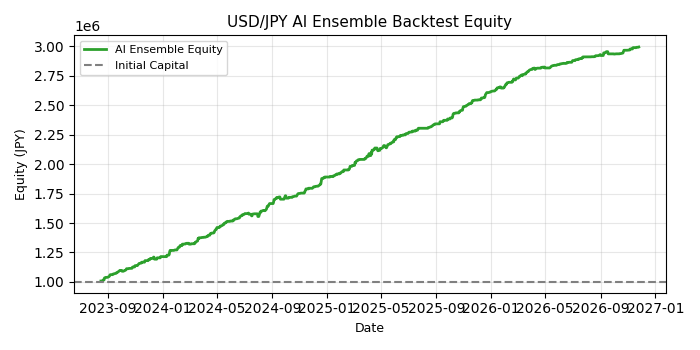 USD/JPY AI Ensemble Backtest Equity
1e6
AI Ensemble Equity
Initial Capital
3.00
2.75
2.50
2.25
2.00
1.75
1.50
1.25
1.00
Equity (JPY)
2023-09 2024-01 2024-05 2024-09 2025-01 2025-05 2025-09 2026-01 2026-05 2026-09 2027-01
Date